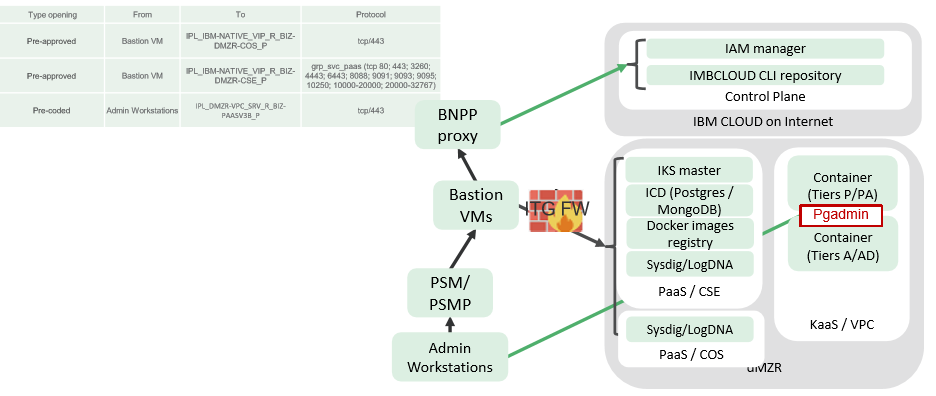 Type opening From To Protocol
Pre-approved Bastion VM IPL_IBM-NATIVE_VIP_R_BIZ-
DMZR-COS_P tcp/443
Pre-approved Bastion VM IPL_IBM-NATIVE_VIP_R_BIZ-
DMZR-CSE_P grp_svc_paas (tcp 80; 443; 3260;
4443; 6443; 8088; 9091; 9093; 9095;
10250; 10000-20000; 20000-32767)
Pre-coded Admin Workstations IPL_DMZR-VPC_SRV_R_BIZ-
PAASV3B_P tcp/443
BNPP
proxy
Bastion
VMs
ITG FW
PSM/
PSMP
Admin
Workstations
IAM manager
IMBCLOUD CLI repository
Control Plane
IBM CLOUD on Internet
IKS master
ICD (Postgres /
MongoDB)
Docker images
registry
Sysdig/LogDNA
PaaS / CSE
Sysdig/LogDNA
PaaS / COS
Container
(Tiers P/PA)
Pgadmin
Container
(Tiers A/AD)
KaaS / VPC
dMZR